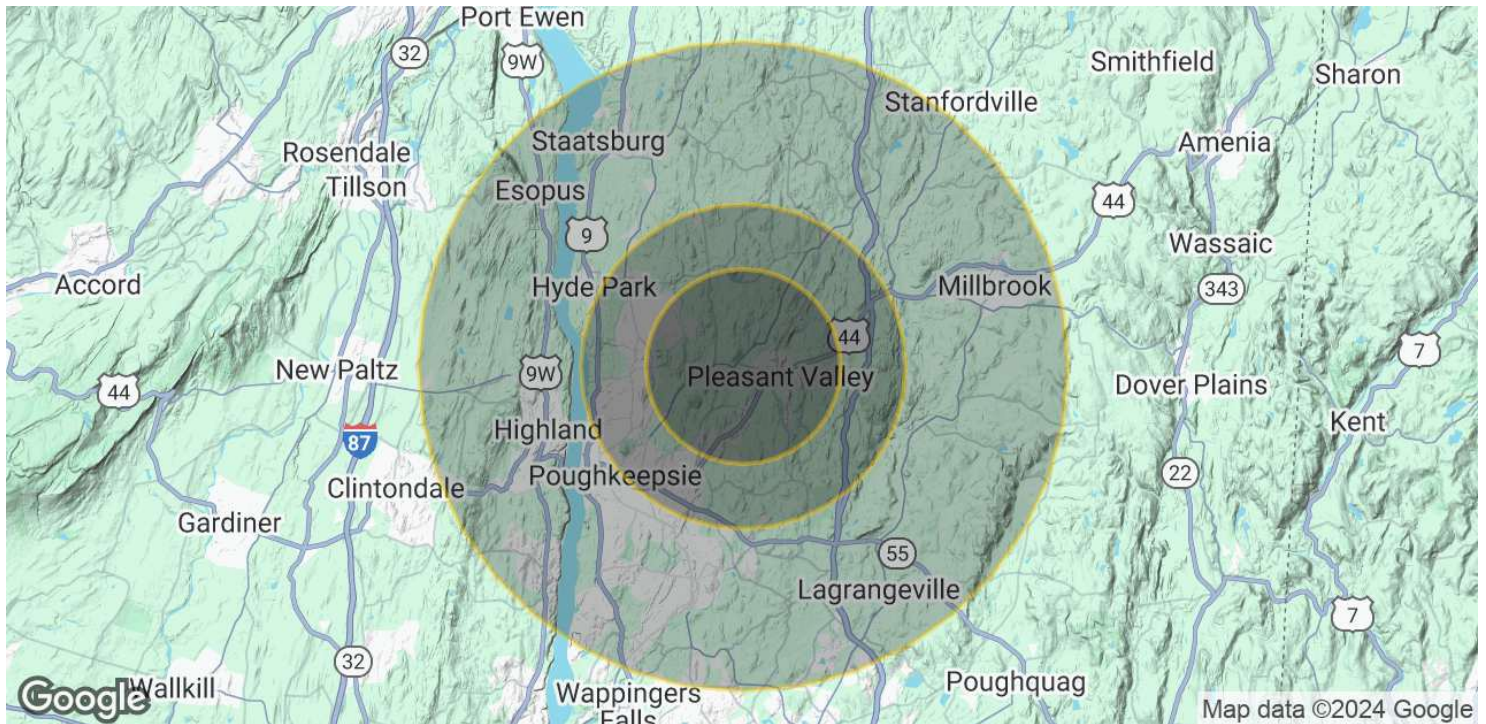 Port Ewen
32
9W
Smithfield
Sharon
Stanfordville
Staatsburg
Amenia
Rosendale
Tillson
Esopus
44
9
Wassaic
Accord
Hyde Park
Millbrook
343
44
7
New Paltz
9W
Pleasant Valley
Dover Plains
44
Kent
Highland
87
Poughkeepsie
22
Clintondale
Gardiner
55
Lagrangeville
7
32
Poughquag
Wallkill
Wappingers
Falls
Google
Map data ©2024 Google